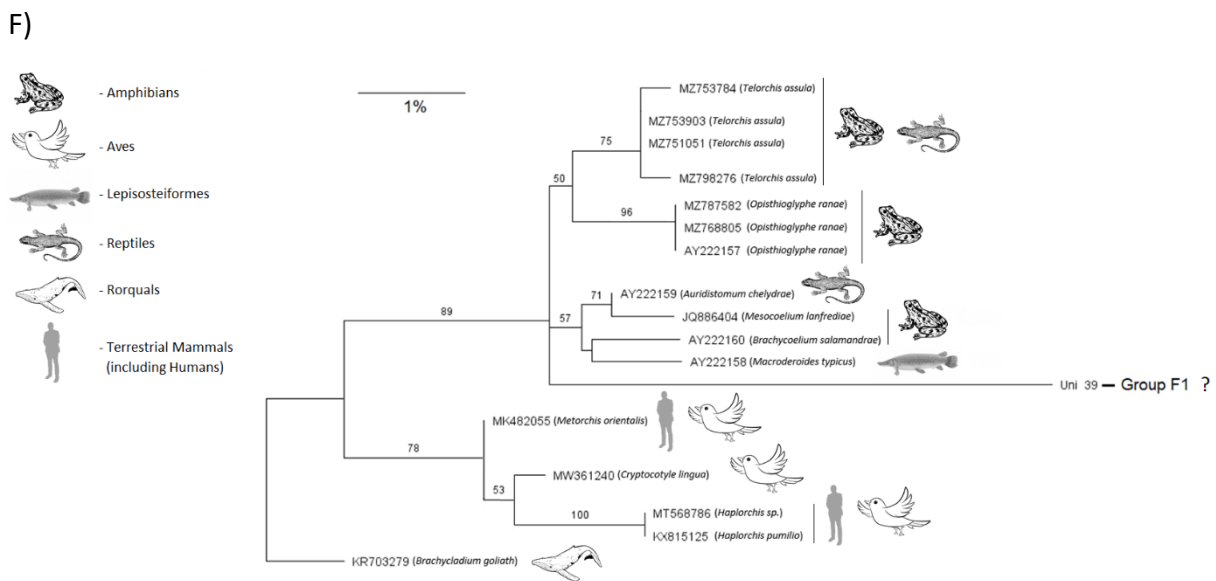 F)
- Amphibians
- Aves
- Lepisosteiformes
- Reptiles
- Rorquals
- Terrestrial Mammals
(including Humans)
1%
MZ753784 (Telorchis assula)
MZ753903 (Telorchis assula)
75
MZ751051 (Telorchis assula)
MZ798276 (Telorchis assula)
50
MZ787582 (Opisthioglyphe ranae)
96
MZ768805 (Opisthioglyphe ranae)
AY222157 (Opisthioglyphe ranae)
71
AY222159 (Auridistomum chelydrae)
89
57
JQ886404 (Mesocoelium lanfrediae)
AY222160 (Brachycoelium salamandrae)
AY222158 (Macroderoides typicus)
Uni 39 – Group F1 ?
MK482055 (Metorchis orientalis)
78
MW361240 (Cryptocotyle lingua)
53
100
MT568786 (Haplorchis sp.)
KX815125 (Haplorchis pumilio)
KR703279 (Brachycladium goliath)